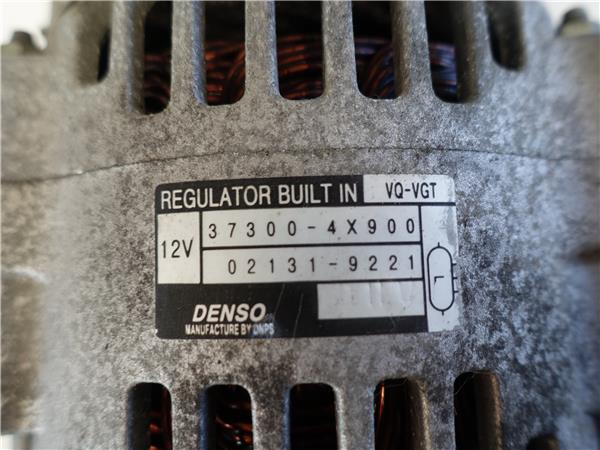 REGULATOR BUILT IN VQ-VGT
12V
37300-4X900
02131-9221
L
DENSO
MANUFACTURE BY DNPS